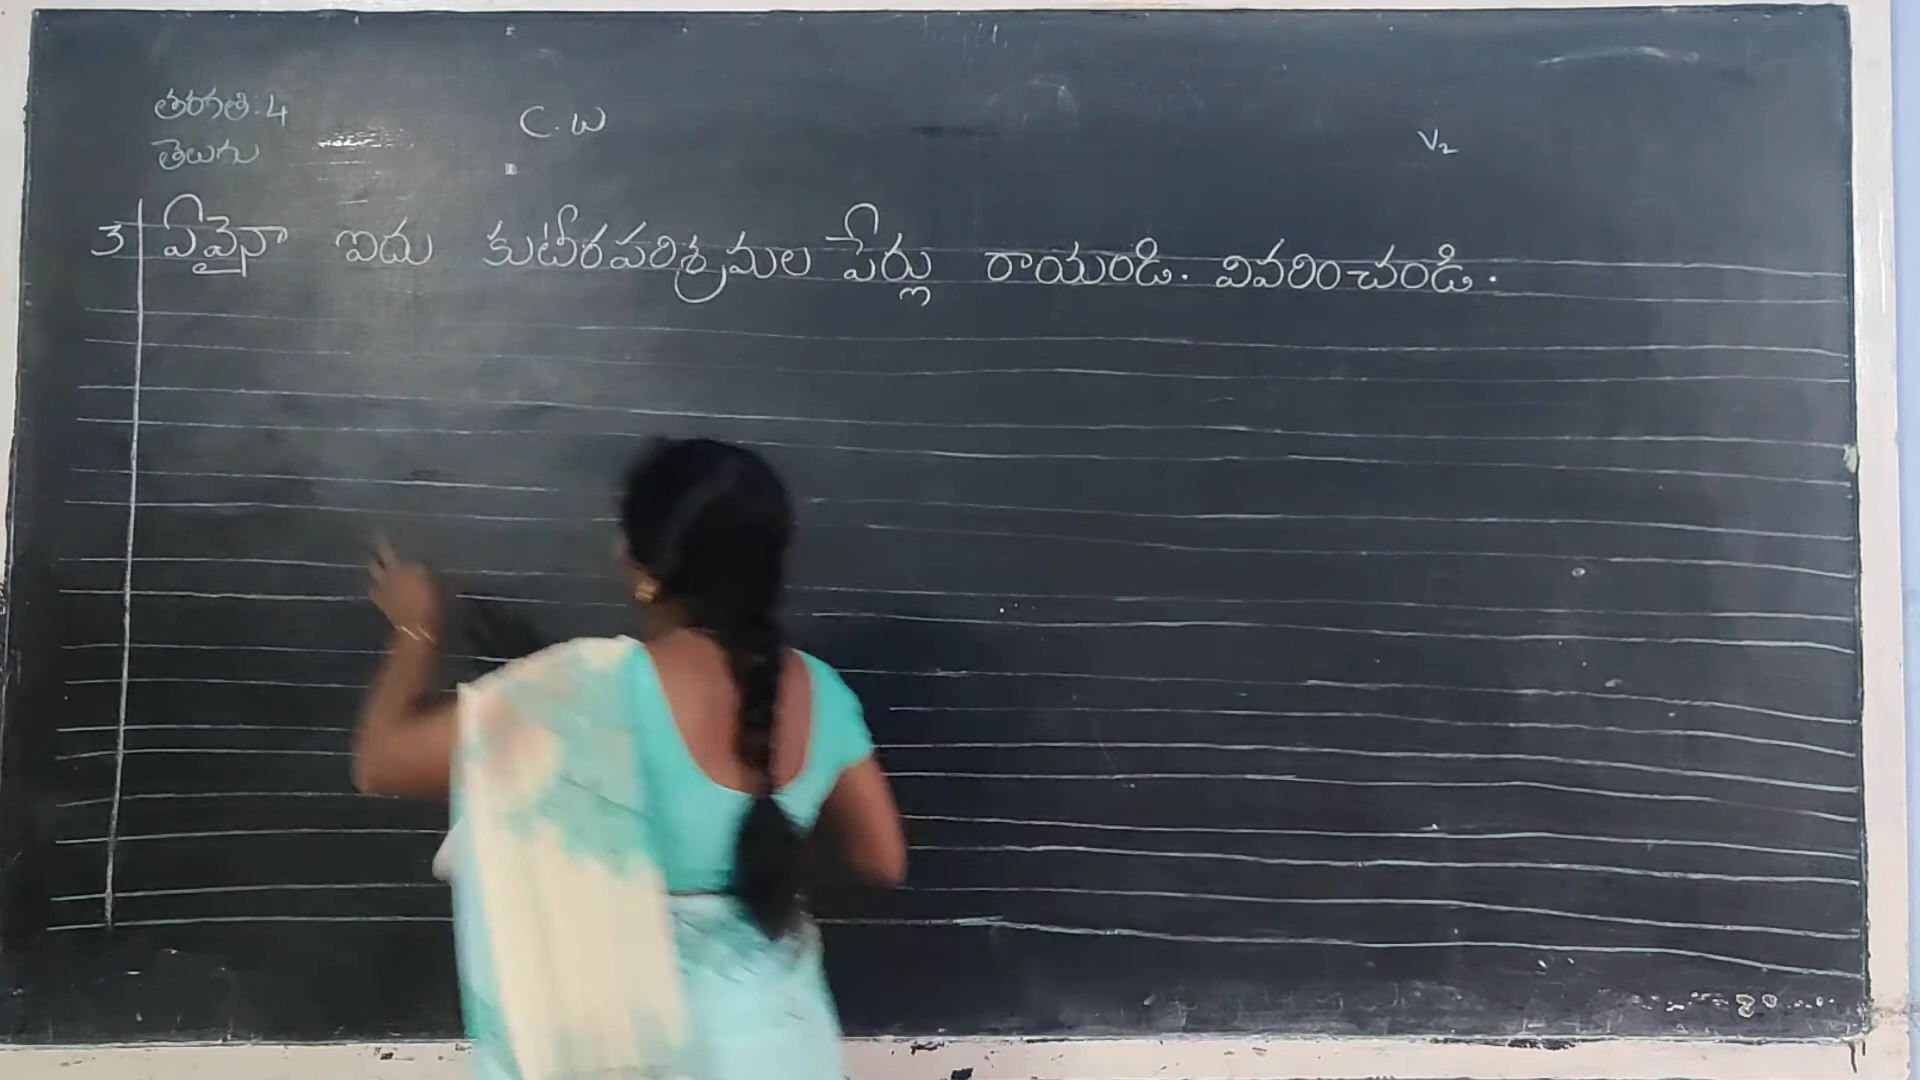 తరగతి: 4
తెలుగు
C.W
V2
3 ఏవైనా ఐదు కుటీరపరిశ్రమల పేర్లు రాయండి. వివరించండి.